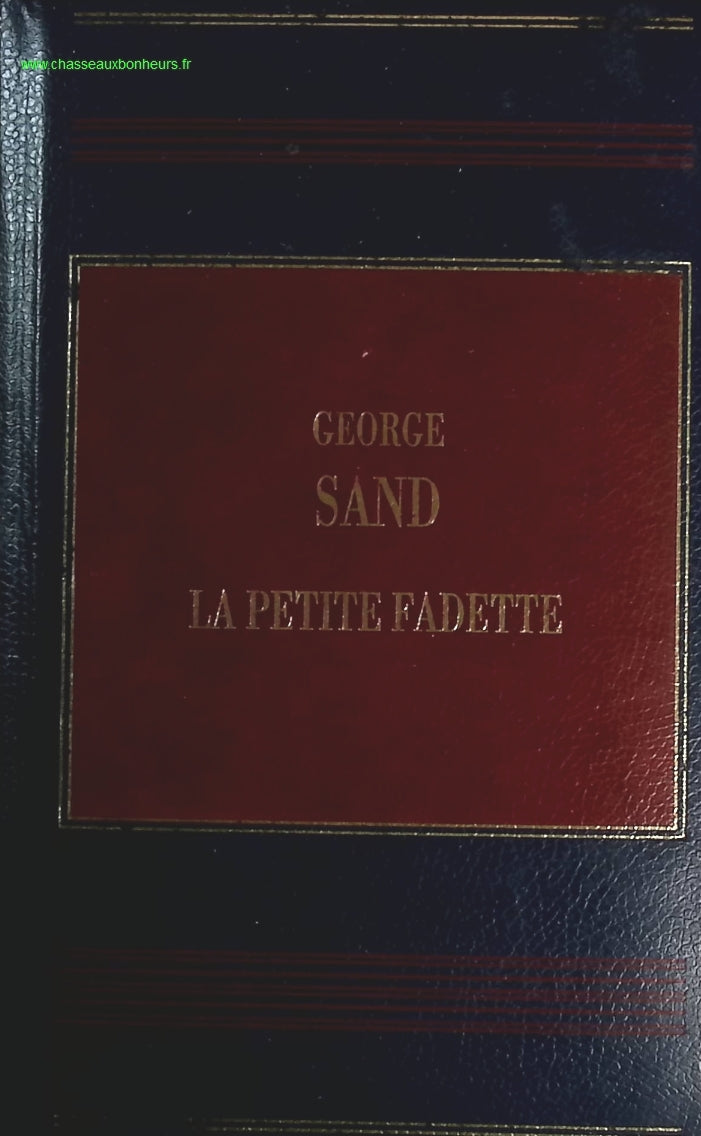 www.chasseauxbonheurs.fr
GEORGE
SAND
LA PETITE FADETTE